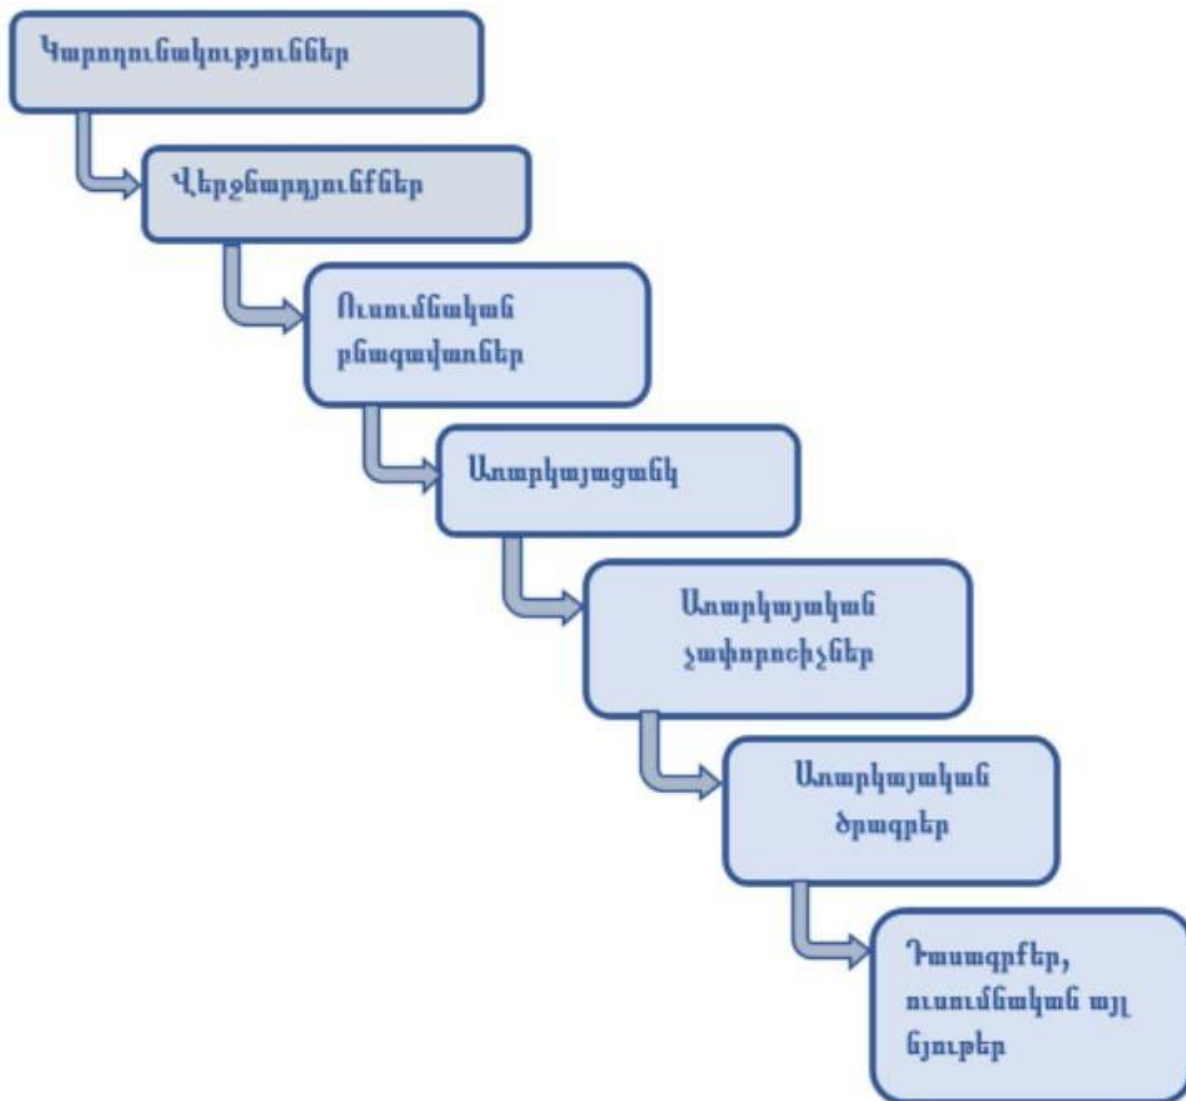 Կարողունակություններ
Վերջնարդյունքներ
Ուսումնական
բնագավառներ
Առարկայացանկ
Առարկայական
չափորոշիչներ
Առարկայական
ծրագրեր
Դասագրքեր,
ուսումնական այլ
նյութեր